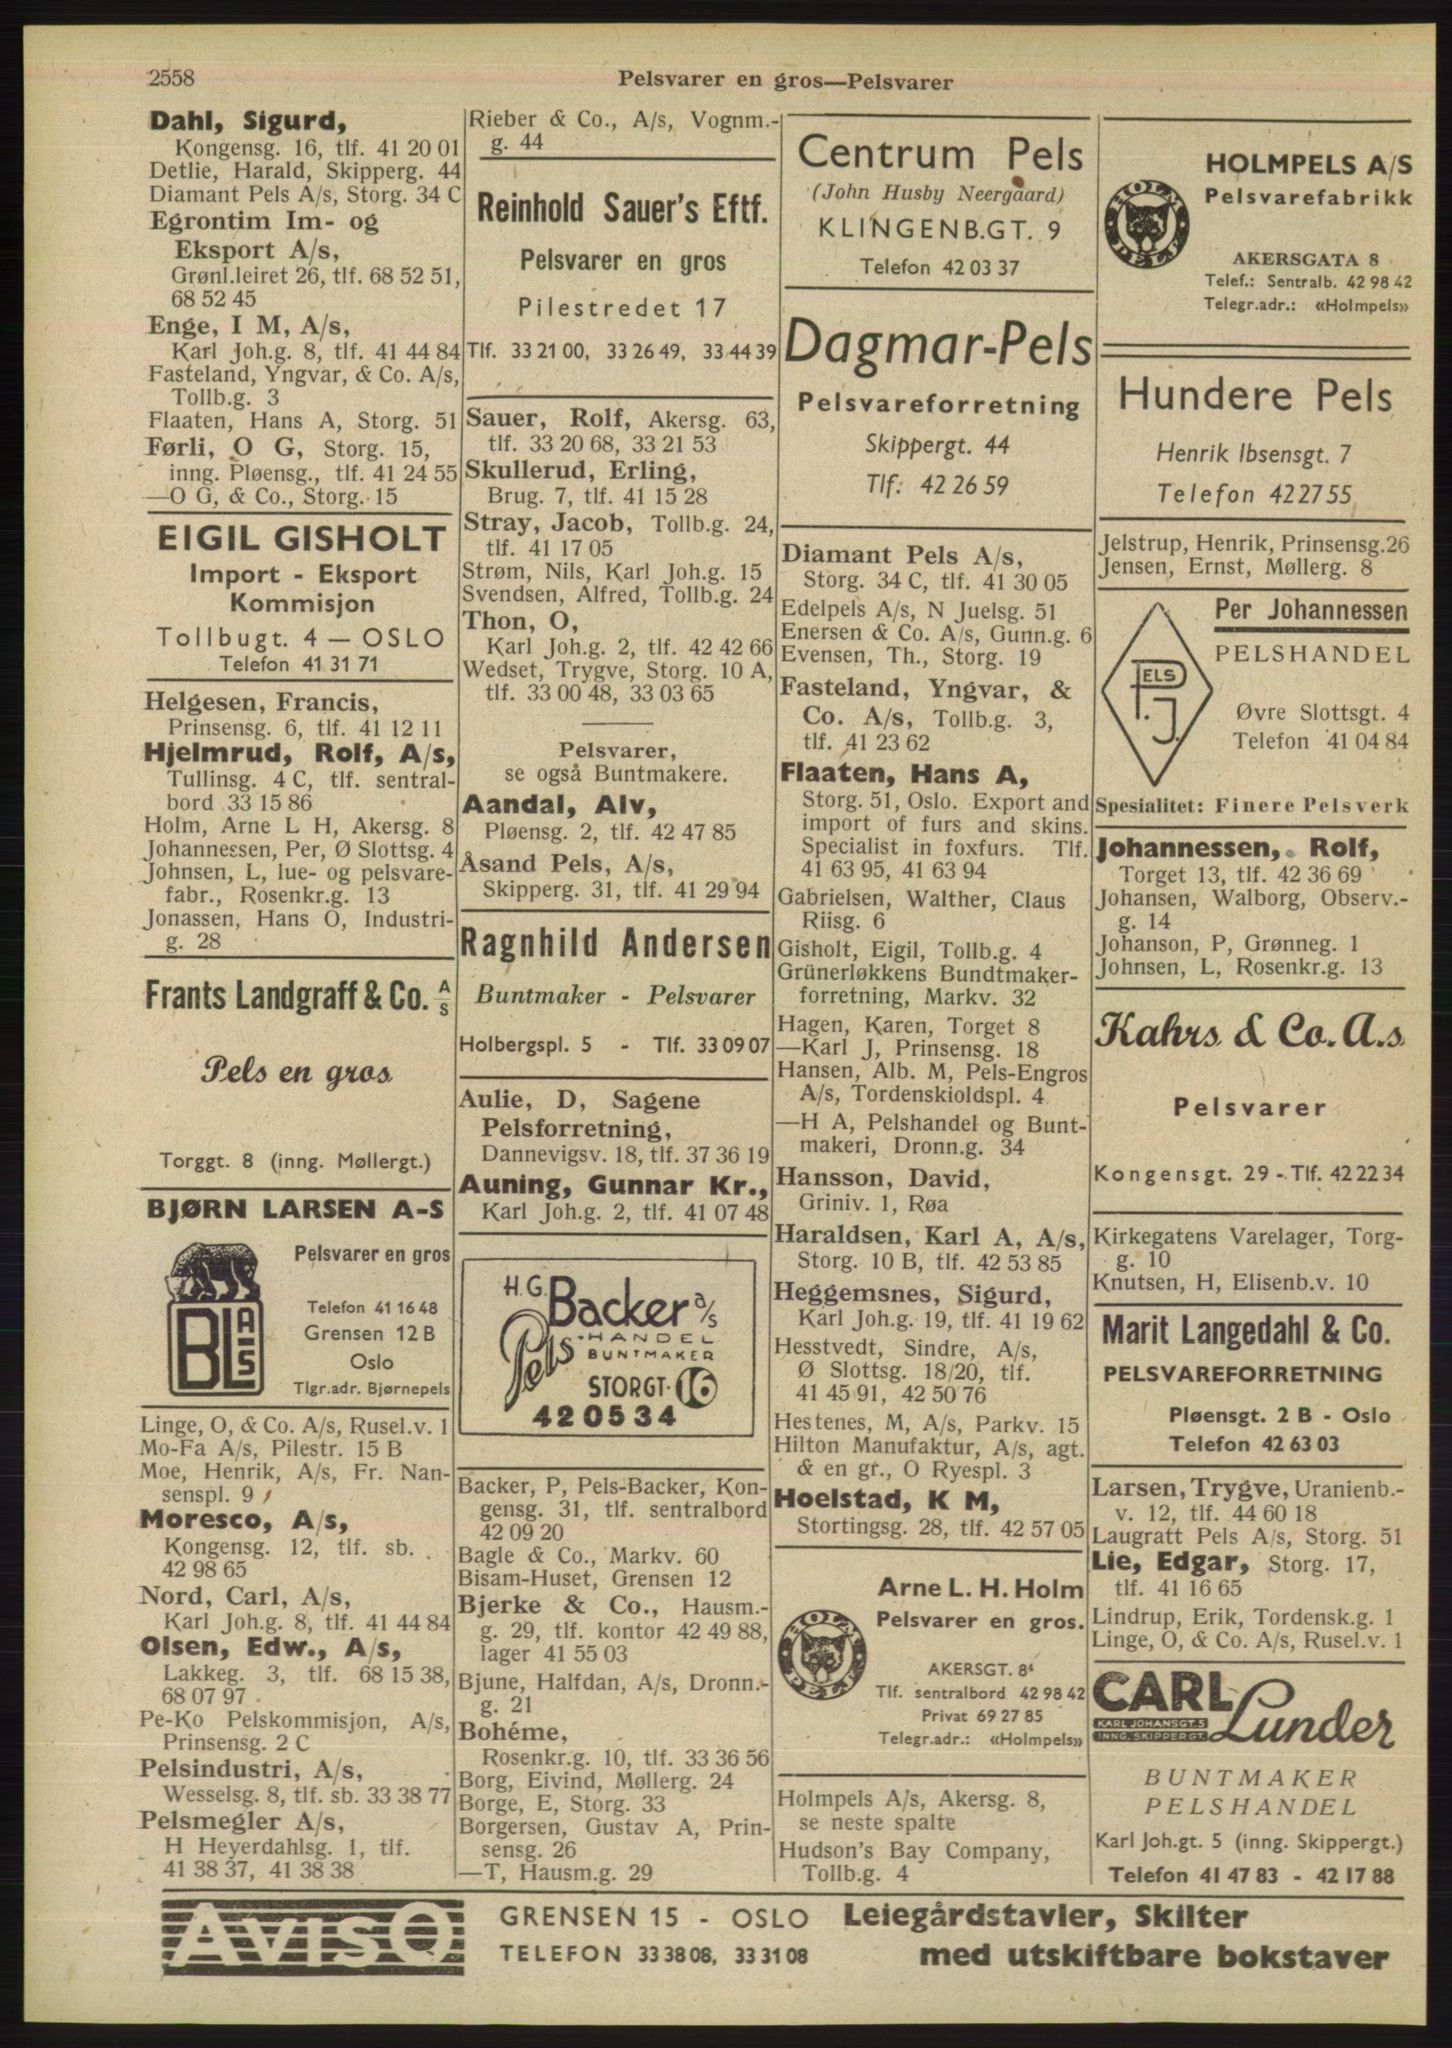 2558
Pelsvarer en gros—Pelsvarer
Dahl, Sigurd,
Kongensg. 16, tlf. 41 20 01
Detlie, Harald, Skipperg. 44
Diamant Pels A/s, Storg. 34 C
Egrontim Im- og
Eksport A/s,
Grønl.leiret 26, tlf. 68 52 51,
68 52 45
Enge, I M, A/s,
Karl Joh.g. 8, tlf. 41 44 84
Fasteland, Yngvar, & Co. A/s,
Tollb.g. 3
Flaaten, Hans A, Storg. 51
Førli, O G, Storg. 15,
inng. Pløensg., tlf. 41 24 55
—O G, & Co., Storg. 15
EIGIL GISHOLT
Import - Eksport
Kommisjon
Tollbugt. 4 — OSLO
Telefon 41 31 71
Helgesen, Francis,
Prinsensg. 6, tlf. 41 12 11
Hjelmrud, Rolf, A/s,
Tullinsg. 4 C, tlf. sentral-
bord 33 15 86
Holm, Arne L H, Akersg. 8
Johannessen, Per, Ø Slottsg. 4
Johnsen, L, lue- og pelsvare-
fabr., Rosenkr.g. 13
Jonassen, Hans O, Industri-
g. 28
Frants Landgraff & Co. A/S
Pels en gros
Torggt. 8 (inng. Møllergt.)
BJØRN LARSEN A-S
Pelsvarer en gros
BL A/S
Telefon 41 16 48
Grensen 12 B
Oslo
Tlgr.adr. Bjørnepels
Linge, O, & Co. A/s, Rusel.v. 1
Mo-Fa A/s, Pilestr. 15 B
Moe, Henrik, A/s, Fr. Nan-
senspl. 9
Moresco, A/s,
Kongensg. 12, tlf. sb.
42 98 65
Nord, Carl, A/s,
Karl Joh.g. 8, tlf. 41 44 84
Olsen, Edw., A/s,
Lakkeg. 3, tlf. 68 15 38,
68 07 97
Pe-Ko Pelskommisjon, A/s,
Prinsensg. 2 C
Pelsindustri, A/s,
Wesselsg. 8, tlf. sb. 33 38 77
Pelsmegler A/s,
H Heyerdahlsg. 1, tlf.
41 38 37, 41 38 38
Rieber & Co., A/s, Vognm.-
g. 44
Reinhold Sauer's Eftf.
Pelsvarer en gros
Pilestredet 17
Tlf. 33 21 00, 33 26 49, 33 44 39
Sauer, Rolf, Akersg. 63,
tlf. 33 20 68, 33 21 53
Skullerud, Erling,
Brug. 7, tlf. 41 15 28
Stray, Jacob, Tollb.g. 24,
tlf. 41 17 05
Strøm, Nils, Karl Joh.g. 15
Svendsen, Alfred, Tollb.g. 24
Thon, O,
Karl Joh.g. 2, tlf. 42 42 66
Wedset, Trygve, Storg. 10 A,
tlf. 33 00 48, 33 03 65
Pelsvarer,
se også Buntmakere.
Aandal, Alv,
Pløensg. 2, tlf. 42 47 85
Åsand Pels, A/s,
Skipperg. 31, tlf. 41 29 94
Ragnhild Andersen
Buntmaker - Pelsvarer
Holbergspl. 5 - Tlf. 33 09 07
Aulie, D, Sagene
Pelsforretning,
Dannevigsv. 18, tlf. 37 36 19
Auning, Gunnar Kr.,
Karl Joh.g. 2, tlf. 41 07 48
H.G. Backer A/S
Pels HANDEL
BUNTMAKER
STORGT. 16
420534
Backer, P, Pels-Backer, Kon-
gensg. 31, tlf. sentralbord
42 09 20
Bagle & Co., Markv. 60
Bisam-Huset, Grensen 12
Bjerke & Co., Hausm.-
g. 29, tlf. kontor 42 49 88,
lager 41 55 03
Bjune, Halfdan, A/s, Dronn.-
g. 21
Bohéme,
Rosenkr.g. 10, tlf. 33 36 56
Borg, Eivind, Møllerg. 24
Borge, E, Storg. 33
Borgersen, Gustav A, Prin-
sensg. 26
—T, Hausm.g. 29
Centrum Pels
(John Husby Neergaard)
KLINGENB.GT. 9
Telefon 42 03 37
Dagmar-Pels
Pelsvareforretning
Skippergt. 44
Tlf: 42 26 59
Diamant Pels A/s,
Storg. 34 C, tlf. 41 30 05
Edelpels A/s, N Juelsg. 51
Enersen & Co. A/s, Gunn.g. 6
Evensen, Th., Storg. 19
Fasteland, Yngvar, &
Co. A/s, Tollb.g. 3,
tlf. 41 23 62
Flaaten, Hans A,
Storg. 51, Oslo. Export and
import of furs and skins.
Specialist in foxfurs. Tlf.
41 63 95, 41 63 94
Gabrielsen, Walther, Claus
Riisg. 6
Gisholt, Eigil, Tollb.g. 4
Grünerløkkens Bundtmaker-
forretning, Markv. 32
Hagen, Karen, Torget 8
—Karl J, Prinsensg. 18
Hansen, Alb. M, Pels-Engros
A/s, Tordenskioldspl. 4
—H A, Pelshandel og Bunt-
makeri, Dronn.g. 34
Hansson, David,
Griniv. 1, Røa
Haraldsen, Karl A, A/s,
Storg. 10 B, tlf. 42 53 85
Heggemsnes, Sigurd,
Karl Joh.g. 19, tlf. 41 19 62
Hesstvedt, Sindre, A/s,
Ø Slottsg. 18/20, tlf.
41 45 91, 42 50 76
Hestenes, M, A/s, Parkv. 15
Hilton Manufaktur, A/s, agt.
& en gr., O Ryespl. 3
Hoelstad, K M,
Stortingsg. 28, tlf. 42 57 05
Arne L. H. Holm
Pelsvarer en gros.
HOLM PELS
AKERSGT. 8
Tlf. sentralbord 42 98 42
Privat 69 27 85
Telegr.adr.: «Holmpels»
Holmpels A/s, Akersg. 8,
se neste spalte
Hudson's Bay Company,
Tollb.g. 4
HOLMPELS A/S
Pelsvarefabrikk
HOLM PELS
AKERSGATA 8
Telef.: Sentralb. 42 98 42
Telegr.adr.: «Holmpels»
Hundere Pels
Henrik Ibsensgt. 7
Telefon 42 27 55
Jelstrup, Henrik, Prinsensg.26
Jensen, Ernst, Møllerg. 8
Per Johannessen
PELSHANDEL
PELS P.J.
Øvre Slottsgt. 4
Telefon 41 04 84
Spesialitet: Finere Pelsverk
Johannessen, Rolf,
Torget 13, tlf. 42 36 69
Johansen, Walborg, Observ.-
g. 14
Johanson, P, Grønneg. 1
Johnsen, L, Rosenkr.g. 13
Kahrs & Co. A.s
Pelsvarer
Kongensgt. 29 - Tlf. 42 22 34
Kirkegatens Varelager, Torg-
g. 10
Knutsen, H, Elisenb.v. 10
Marit Langedahl & Co.
PELSVAREFORRETNING
Pløensgt. 2 B - Oslo
Telefon 42 63 03
Larsen, Trygve, Uranienb.-
v. 12, tlf. 44 60 18
Laugratt Pels A/s, Storg. 51
Lie, Edgar, Storg. 17,
tlf. 41 16 65
Lindrup, Erik, Tordensk.g. 1
Linge, O, & Co. A/s, Rusel.v. 1
CARL Lunder
KARL JOHANSGT. 5
INNG. SKIPPERGT.
BUNTMAKER
PELSHANDEL
Karl Joh.gt. 5 (inng. Skippergt.)
Telefon 41 47 83 - 42 17 88
AVISO
GRENSEN 15 - OSLO
TELEFON 33 38 08, 33 31 08
Leiegårdstavler, Skilter
med utskiftbare bokstaver